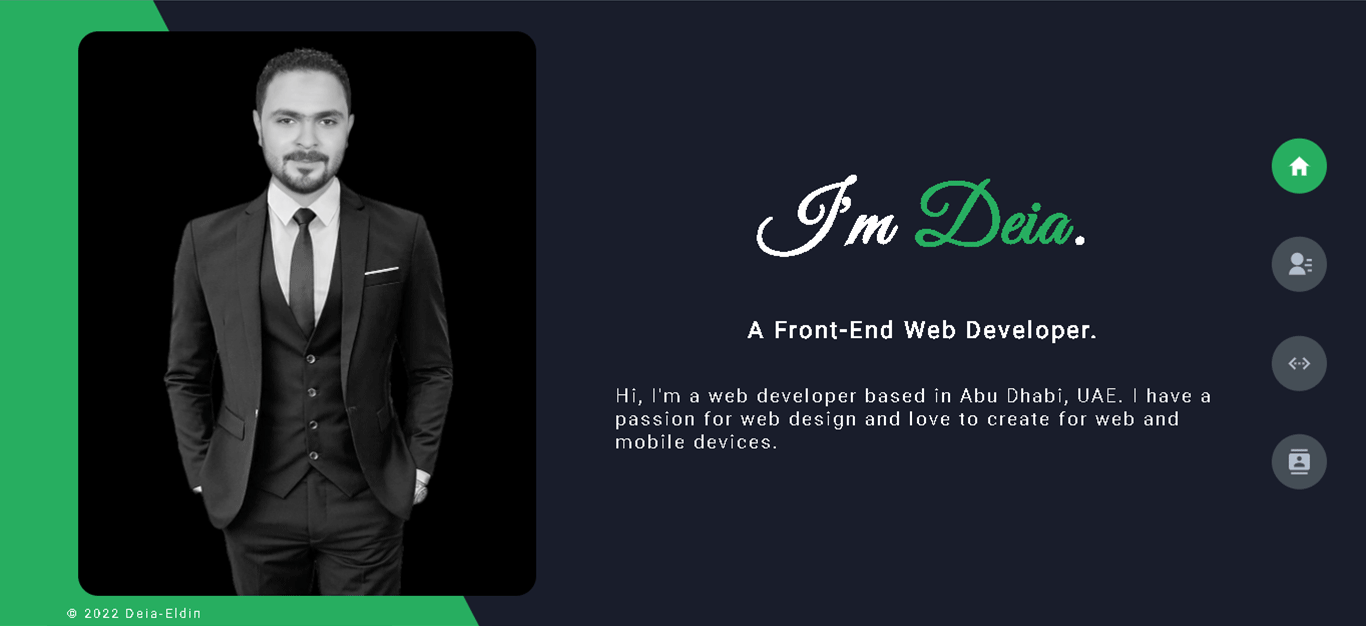 I'm Deia.
A Front-End Web Developer.
Hi, I'm a web developer based in Abu Dhabi, UAE. I have a
passion for web design and love to create for web and
mobile devices.
© 2022 Deia-Eldin